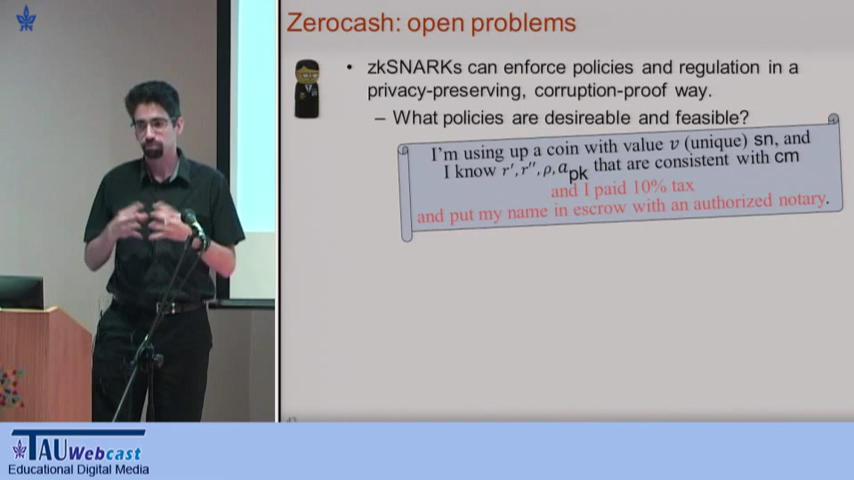 Zerocash: open problems
• zkSNARKs can enforce policies and regulation in a
privacy-preserving, corruption-proof way.
– What policies are desireable and feasible?
I'm using up a coin with value v (unique) sn, and
I know r′, r″, ρ, a_pk that are consistent with cm
and I paid 10% tax
and put my name in escrow with an authorized notary.
TAU Webcast
Educational Digital Media